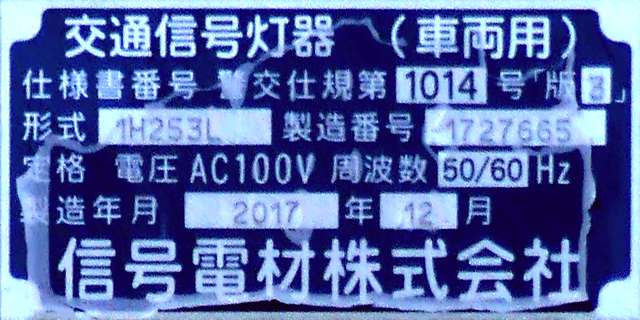 交通信号灯器 (車両用)
仕様書番号 警交仕規第 1014 号「版 3」
形式 1H253L 製造番号 1727665
定格 電圧 AC100V 周波数 50/60 Hz
製造年月 2017 年 12 月
信号電材株式会社